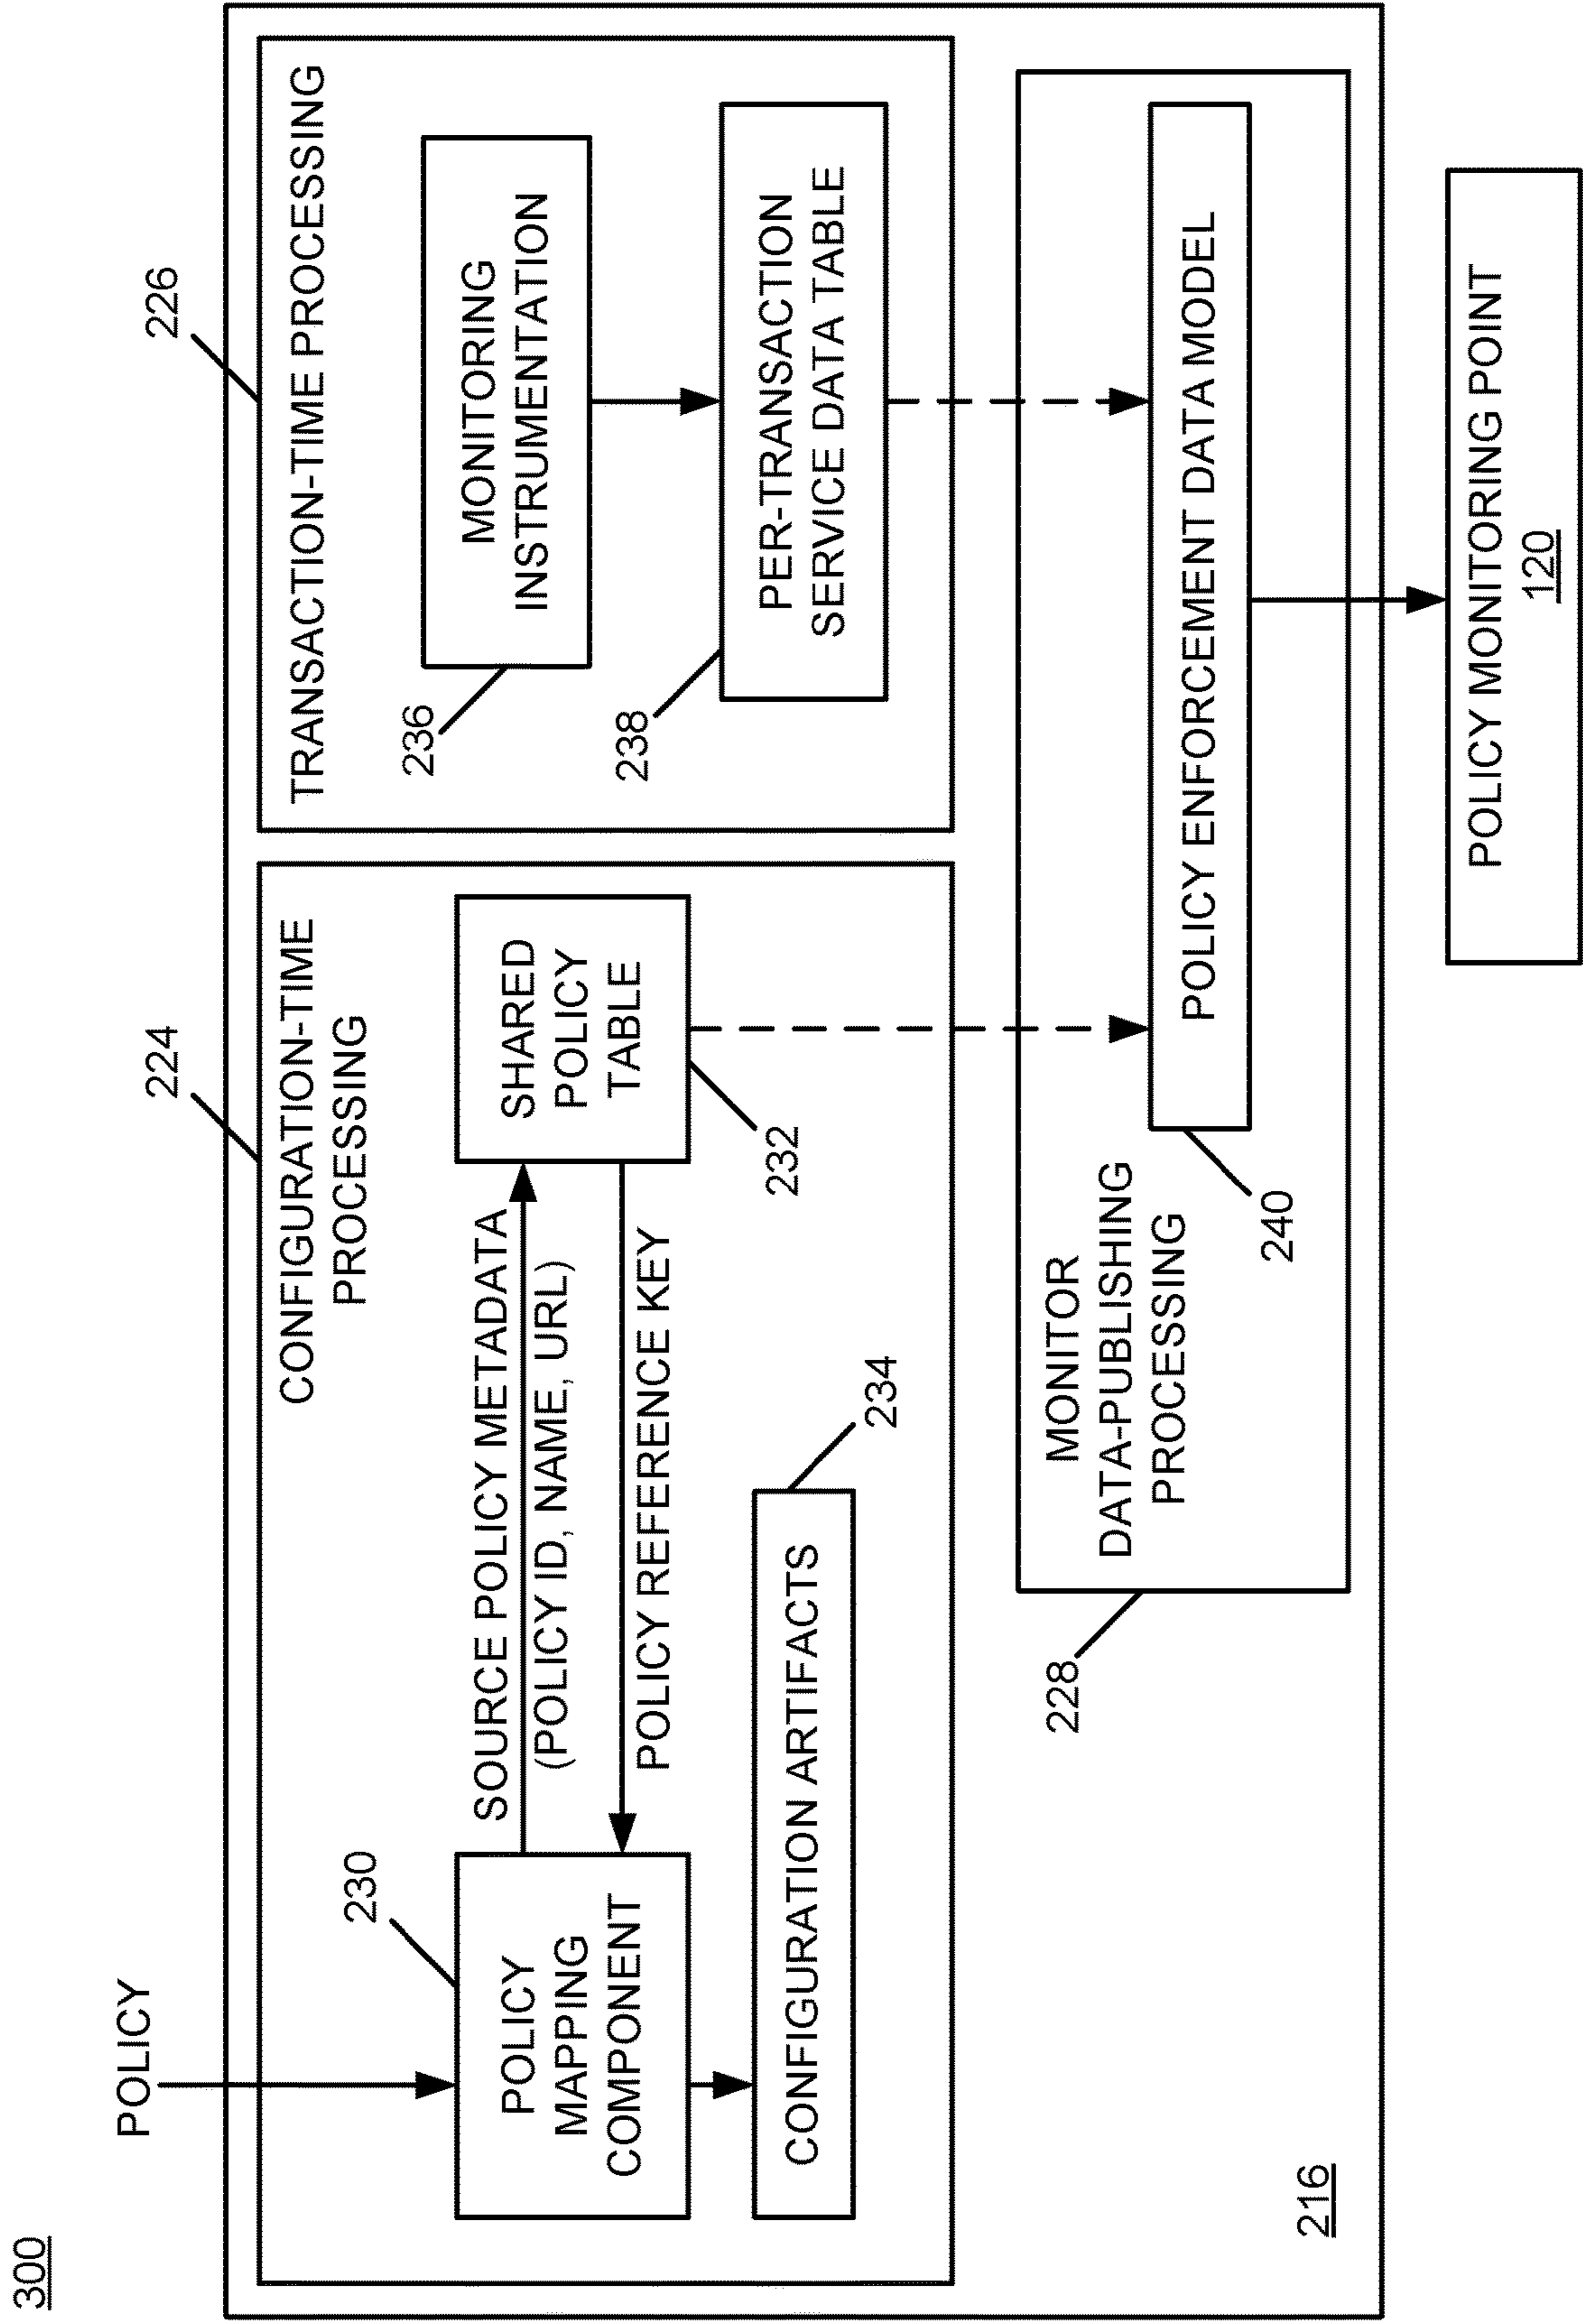 300
POLICY
224
226
CONFIGURATION-TIME
PROCESSING
230
POLICY
MAPPING
COMPONENT
SOURCE POLICY METADATA
(POLICY ID, NAME, URL)
POLICY REFERENCE KEY
SHARED
POLICY
TABLE
232
CONFIGURATION ARTIFACTS
234
TRANSACTION-TIME PROCESSING
MONITORING
INSTRUMENTATION
236
PER-TRANSACTION
SERVICE DATA TABLE
238
MONITOR
DATA-PUBLISHING
PROCESSING
228
POLICY ENFORCEMENT DATA MODEL
240
216
POLICY MONITORING POINT
120